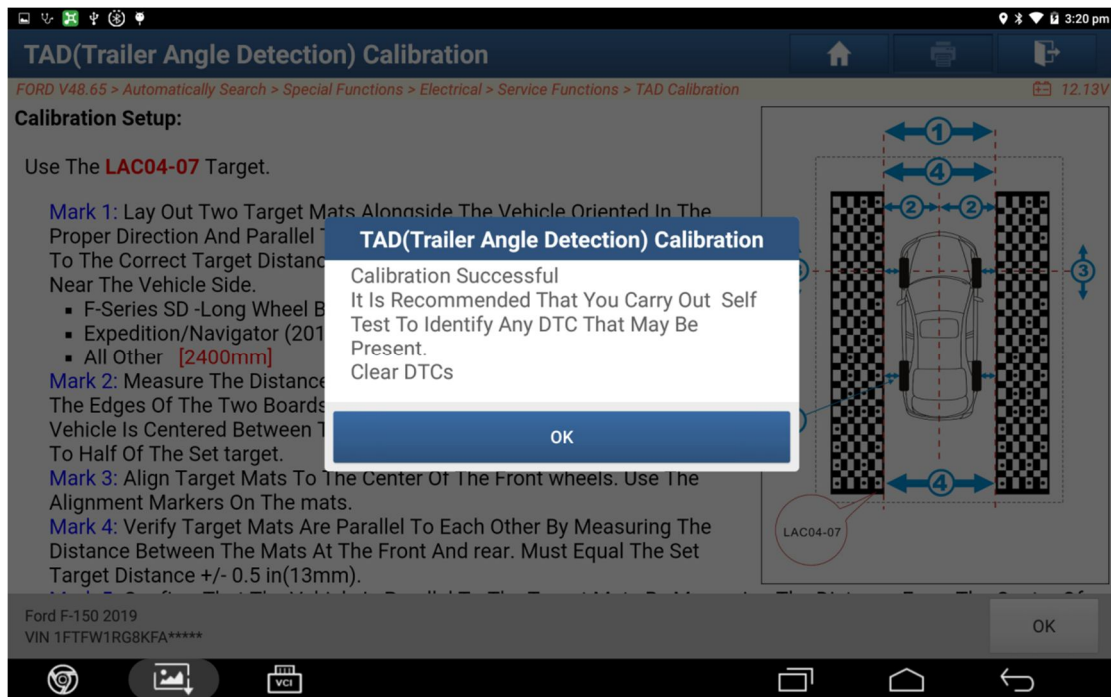 3:20 pm
TAD(Trailer Angle Detection) Calibration
FORD V48.65 > Automatically Search > Special Functions > Electrical > Service Functions > TAD Calibration
12.13V
Calibration Setup:
Use The LAC04-07 Target.
Mark 1: Lay Out Two Target Mats Alongside The Vehicle Oriented In The
Proper Direction And Parallel
To The Correct Target
Near The Vehicle Side.
F-Series SD -Long Wheel
Expedition/Navigator
All Other [2400mm]
Mark 2: Measure The Distance
The Edges Of The Two Boards
Vehicle Is Centered Between
To Half Of The Set target.
Mark 3: Align Target Mats To The Center Of The Front wheels. Use The
Alignment Markers On The mats.
Mark 4: Verify Target Mats Are Parallel To Each Other By Measuring The
Distance Between The Mats At The Front And rear. Must Equal The Set
Target Distance +/- 0.5 in(13mm).
TAD(Trailer Angle Detection) Calibration
Calibration Successful
It Is Recommended That You Carry Out Self
Test To Identify Any DTC That May Be
Present.
Clear DTCs
OK
1
4
2 2
3
4
LAC04-07
Ford F-150 2019
VIN 1FTFW1RG8KFA*****
OK
VCI